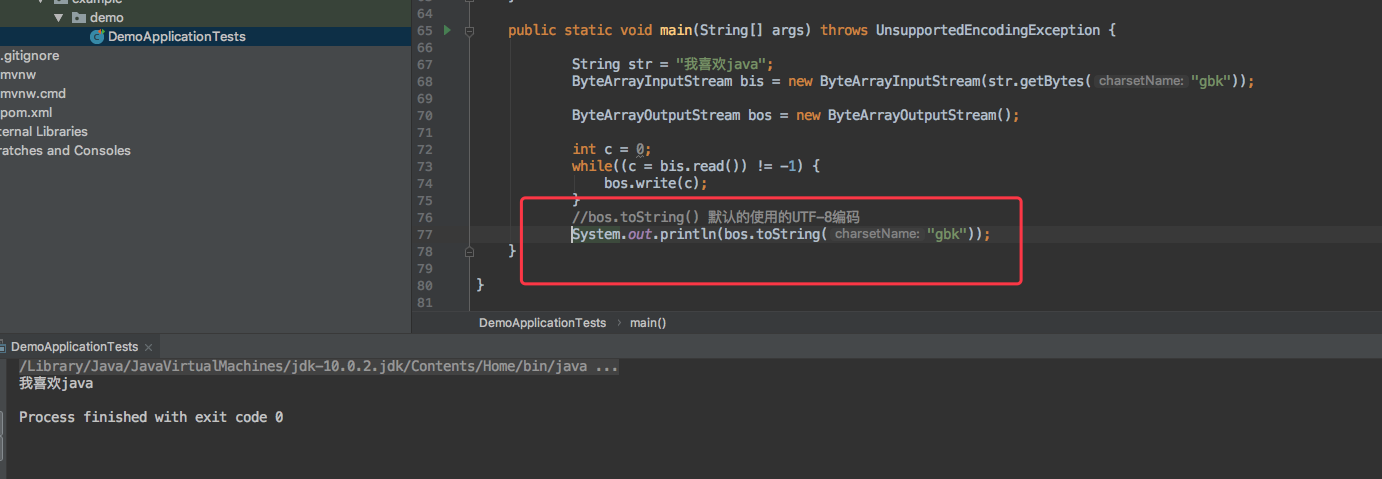 example
demo
DemoApplicationTests
.gitignore
mvnw
mvnw.cmd
pom.xml
ternal Libraries
ratches and Consoles
64
65 public static void main(String[] args) throws UnsupportedEncodingException {
66
67 String str = "我喜欢java";
68 ByteArrayInputStream bis = new ByteArrayInputStream(str.getBytes( charsetName: "gbk"));
69
70 ByteArrayOutputStream bos = new ByteArrayOutputStream();
71
72 int c = 0;
73 while((c = bis.read()) != -1) {
74 bos.write(c);
75 }
76 //bos.toString() 默认的使用的UTF-8编码
77 System.out.println(bos.toString( charsetName: "gbk"));
78 }
79
80 }
81
DemoApplicationTests › main()
DemoApplicationTests ×
/Library/Java/JavaVirtualMachines/jdk-10.0.2.jdk/Contents/Home/bin/java ...
我喜欢java
Process finished with exit code 0